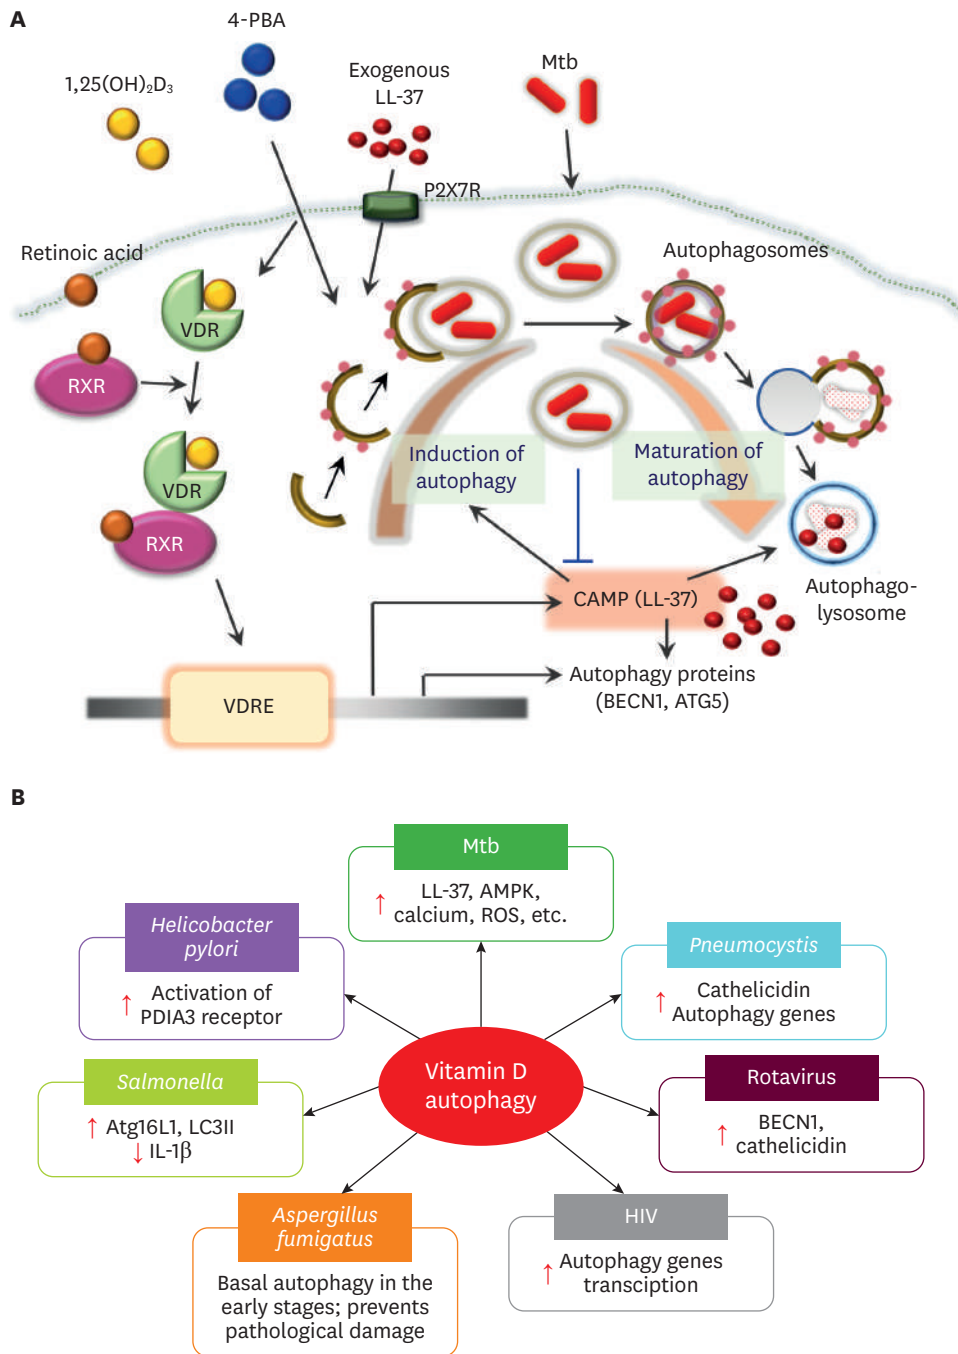 A
4-PBA
1,25(OH)₂D₃
Exogenous
LL-37
Mtb
P2X7R
Retinoic acid
Autophagosomes
VDR
RXR
VDR
RXR
Induction of
autophagy
Maturation of
autophagy
CAMP (LL-37)
Autophago-
lysosome
Autophagy proteins
(BECN1, ATG5)
VDRE
B
Mtb
↑ LL-37, AMPK,
calcium, ROS, etc.
Helicobacter
pylori
↑ Activation of
PDIA3 receptor
Pneumocystis
↑ Cathelicidin
Autophagy genes
Vitamin D
autophagy
Salmonella
↑ Atg16L1, LC3II
↓ IL-1β
Rotavirus
↑ BECN1,
cathelicidin
Aspergillus
fumigatus
Basal autophagy in the
early stages; prevents
pathological damage
HIV
↑ Autophagy genes
transciption